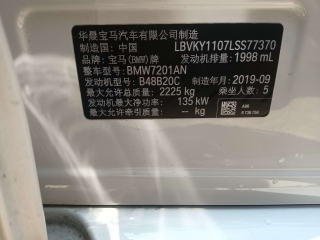 华晨宝马汽车有限公司制造
制造国：中国 LBVKY1107LSS77370
品牌：宝马(BMW)牌 发动机排量：1998 mL
整车型号：BMW7201AN 制造年月：2019-09
发动机型号：B48B20C 乘坐人数：5
最大允许总质量：2225 kg
发动机最大净功率：135 kW
最大允许牵引质量：-- kg